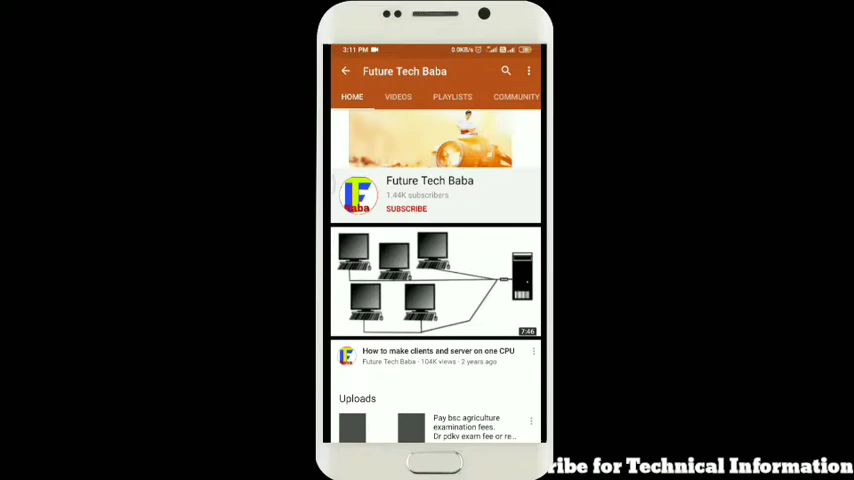 3:11 PM
0.0KB/s
Future Tech Baba
HOME VIDEOS PLAYLISTS COMMUNITY
Future Tech Baba
1.44K subscribers
SUBSCRIBE
F
Baba
7:46
How to make clients and server on one CPU
Future Tech Baba · 104K views · 2 years ago
Uploads
Pay bsc agriculture
examination fees.
Dr pdkv exam fee or re...
ribe for Technical Information